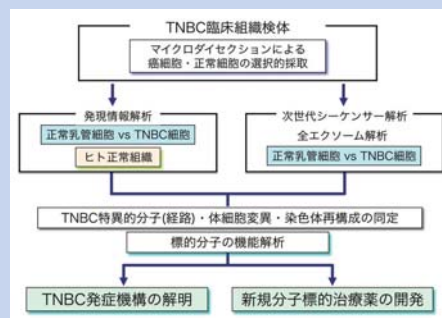 TNBC臨床組織検体
マイクロダイセクションによる
癌細胞・正常細胞の選択的採取
発現情報解析
正常乳管細胞 vs TNBC細胞
ヒト正常組織
次世代シーケンサー解析
全エクソーム解析
正常乳管細胞 vs TNBC細胞
TNBC特異的分子(経路)・体細胞変異・染色体再構成の同定
標的分子の機能解析
TNBC発症機構の解明
新規分子標的治療薬の開発